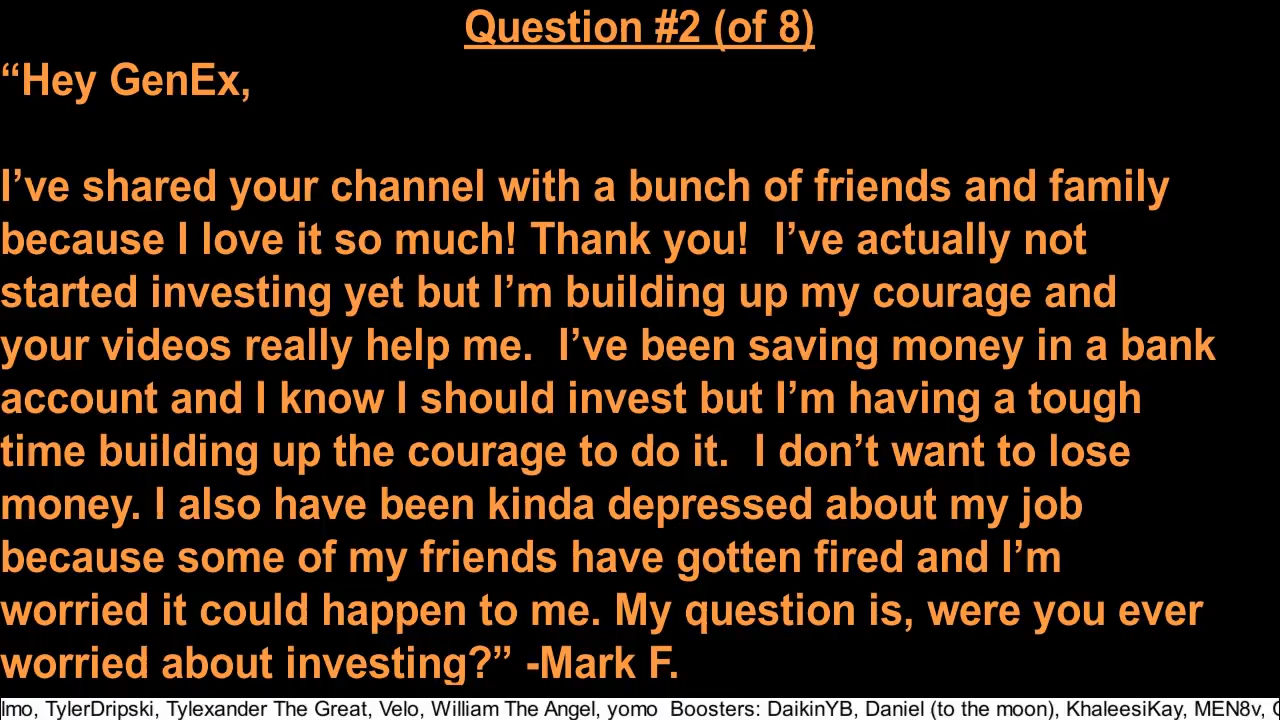 Question #2 (of 8)
“Hey GenEx,
I’ve shared your channel with a bunch of friends and family
because I love it so much! Thank you!  I’ve actually not
started investing yet but I’m building up my courage and
your videos really help me.  I’ve been saving money in a bank
account and I know I should invest but I’m having a tough
time building up the courage to do it.  I don’t want to lose
money. I also have been kinda depressed about my job
because some of my friends have gotten fired and I’m
worried it could happen to me. My question is, were you ever
worried about investing?” -Mark F.
lmo, TylerDripski, Tylexander The Great, Velo, William The Angel, yomo  Boosters: DaikinYB, Daniel (to the moon), KhaleesiKay, MEN8v,